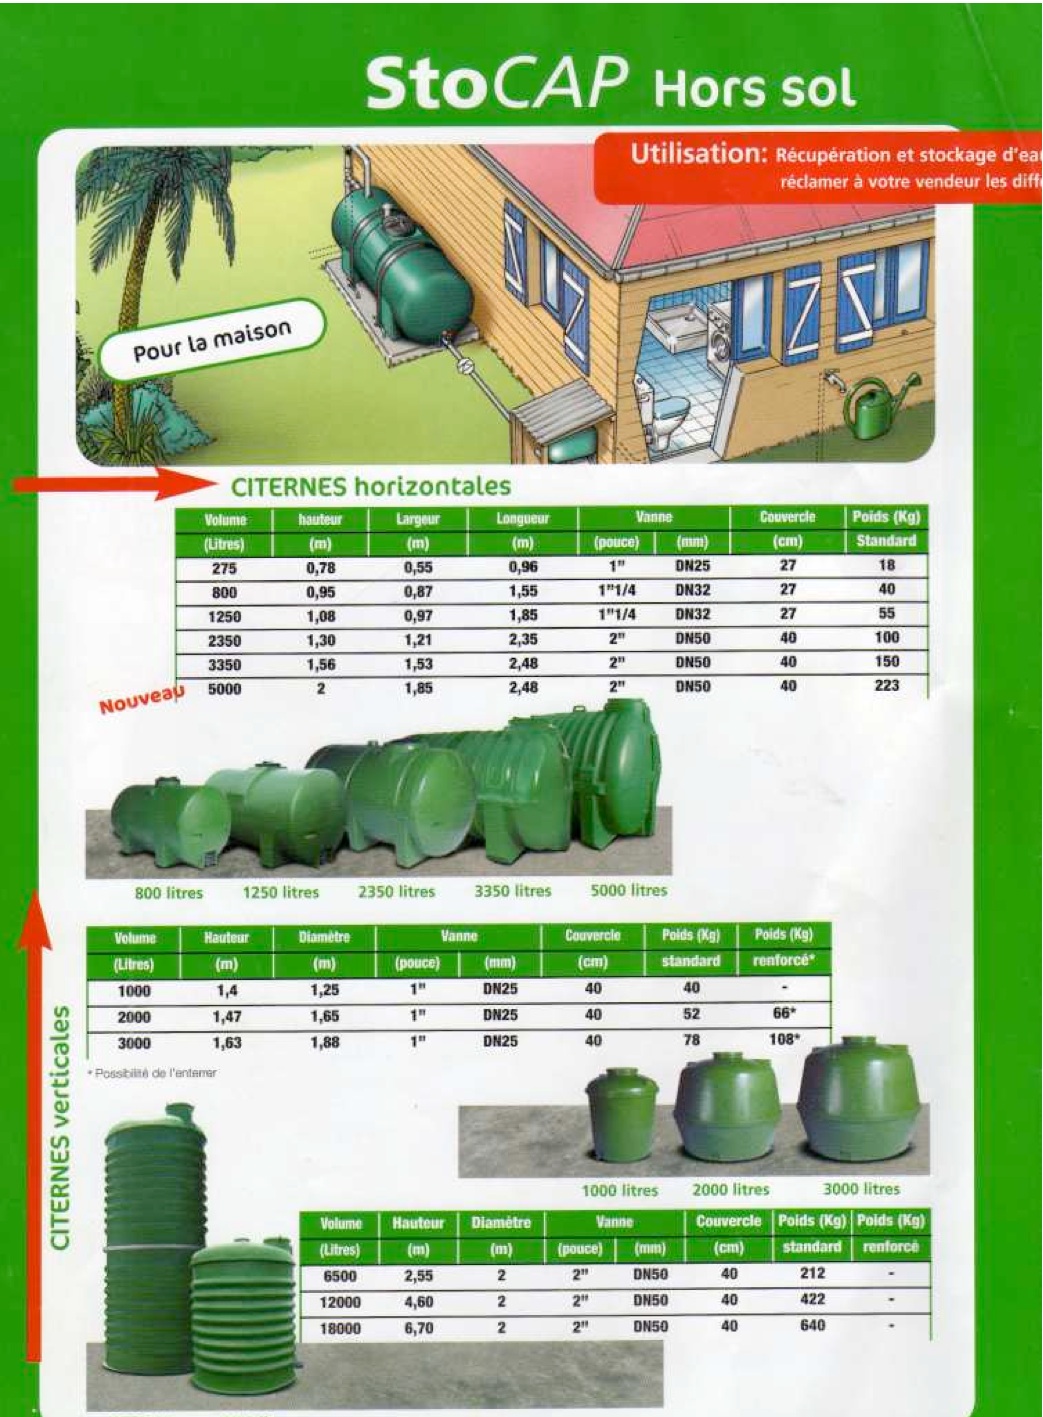 StoCAP Hors sol
Utilisation: Récupération et stockage d'eau
réclamer à votre vendeur les diff
Pour la maison
CITERNES horizontales
Volume hauteur Largeur Longueur Vanne Couvercle Poids (Kg)
(Litres) (m) (m) (m) (pouce) (mm) (cm) Standard
275 0,78 0,55 0,96 1" DN25 27 18
800 0,95 0,87 1,55 1"1/4 DN32 27 40
1250 1,08 0,97 1,85 1"1/4 DN32 27 55
2350 1,30 1,21 2,35 2" DN50 40 100
3350 1,56 1,53 2,48 2" DN50 40 150
Nouveau 5000 2 1,85 2,48 2" DN50 40 223
800 litres 1250 litres 2350 litres 3350 litres 5000 litres
CITERNES verticales
Volume Hauteur Diamètre Vanne Couvercle Poids (Kg) Poids (Kg)
(Litres) (m) (m) (pouce) (mm) (cm) standard renforcé*
1000 1,4 1,25 1" DN25 40 40 -
2000 1,47 1,65 1" DN25 40 52 66*
3000 1,63 1,88 1" DN25 40 78 108*
* Possibilité de l'enterrer
1000 litres 2000 litres 3000 litres
Volume Hauteur Diamètre Vanne Couvercle Poids (Kg) Poids (Kg)
(Litres) (m) (m) (pouce) (mm) (cm) standard renforcé
6500 2,55 2 2" DN50 40 212 -
12000 4,60 2 2" DN50 40 422 -
18000 6,70 2 2" DN50 40 640 -